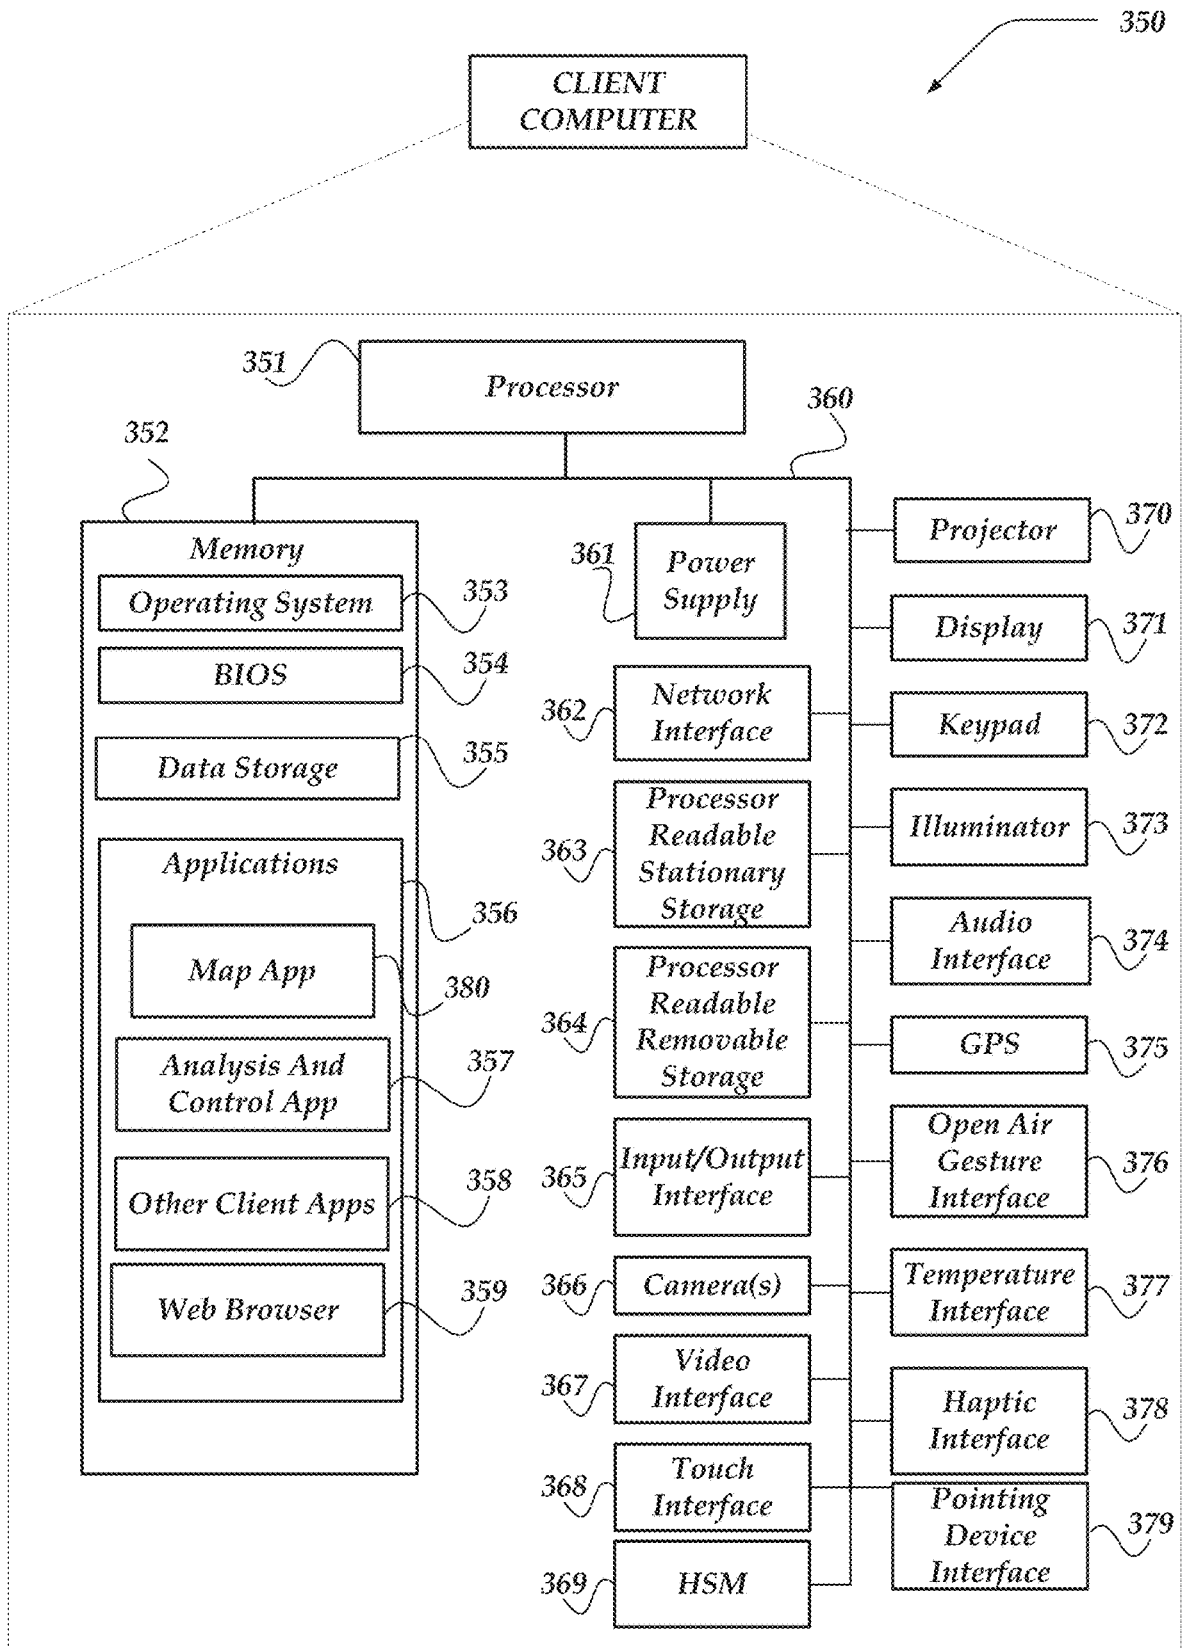 350
CLIENT
COMPUTER
351
Processor
360
352
Memory
Operating System
353
BIOS
354
Data Storage
355
Applications
356
Map App
380
Analysis And
Control App
357
Other Client Apps
358
Web Browser
359
361
Power
Supply
362
Network
Interface
363
Processor
Readable
Stationary
Storage
364
Processor
Readable
Removable
Storage
365
Input/Output
Interface
366
Camera(s)
367
Video
Interface
368
Touch
Interface
369
HSM
Projector
370
Display
371
Keypad
372
Illuminator
373
Audio
Interface
374
GPS
375
Open Air
Gesture
Interface
376
Temperature
Interface
377
Haptic
Interface
378
Pointing
Device
Interface
379